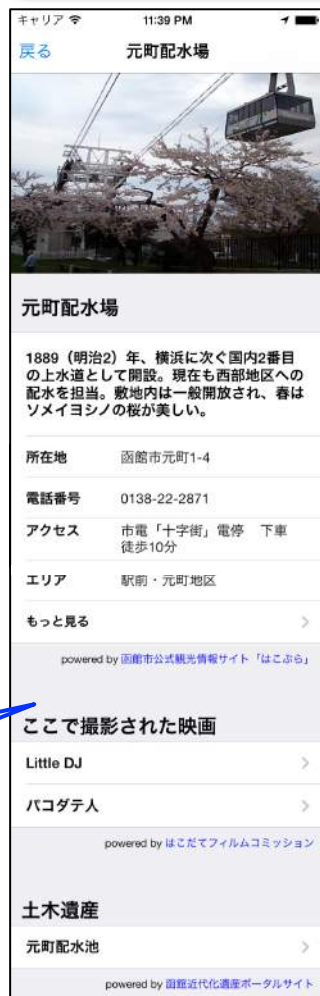 キャリア 11:39 PM
戻る 元町配水場
元町配水場
1889（明治2）年、横浜に次ぐ国内2番目
の上水道として開設。現在も西部地区への
配水を担当。敷地内は一般開放され、春は
ソメイヨシノの桜が美しい。
所在地 函館市元町1-4
電話番号 0138-22-2871
アクセス 市電「十字街」電停 下車
徒歩10分
エリア 駅前・元町地区
もっと見る
powered by 函館市公式観光情報サイト「はこぶら」
ここで撮影された映画
Little DJ
パコダテ人
powered by はこだてフィルムコミッション
土木遺産
元町配水池
powered by 函館近代化遺産ポータルサイト